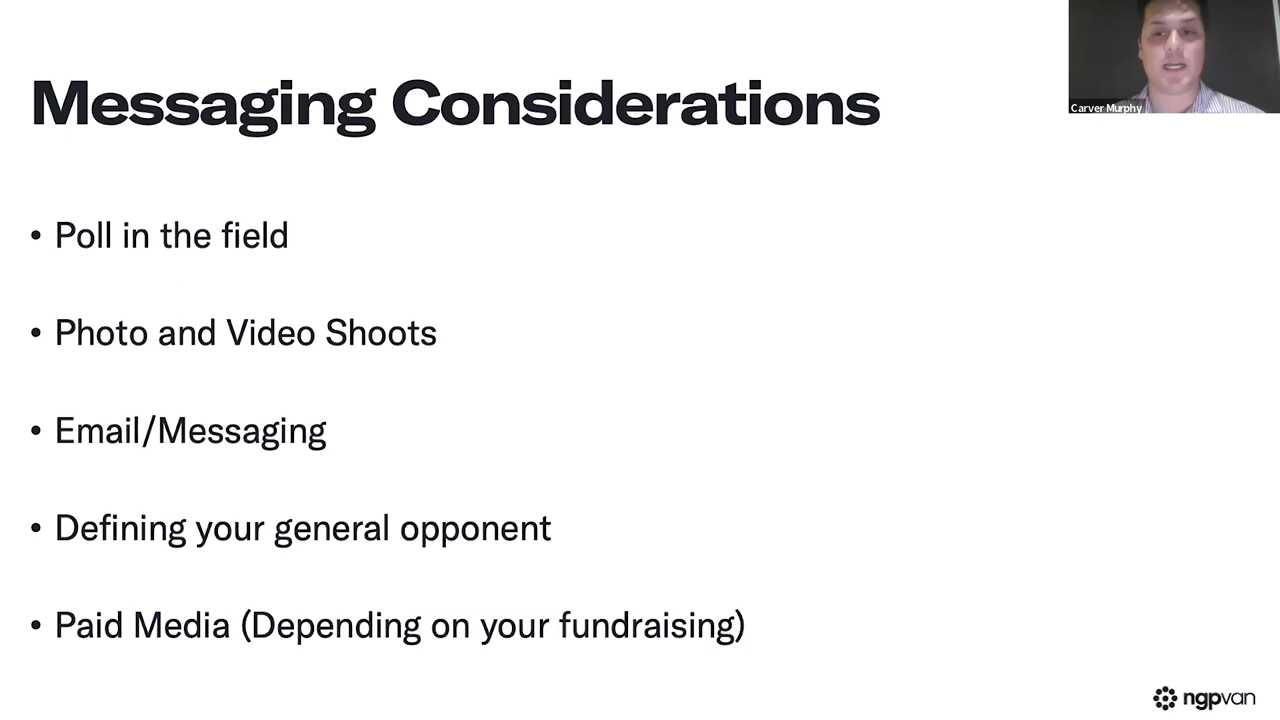 Messaging Considerations
Carver Murphy
• Poll in the field
• Photo and Video Shoots
• Email/Messaging
• Defining your general opponent
• Paid Media (Depending on your fundraising)
ngpvan